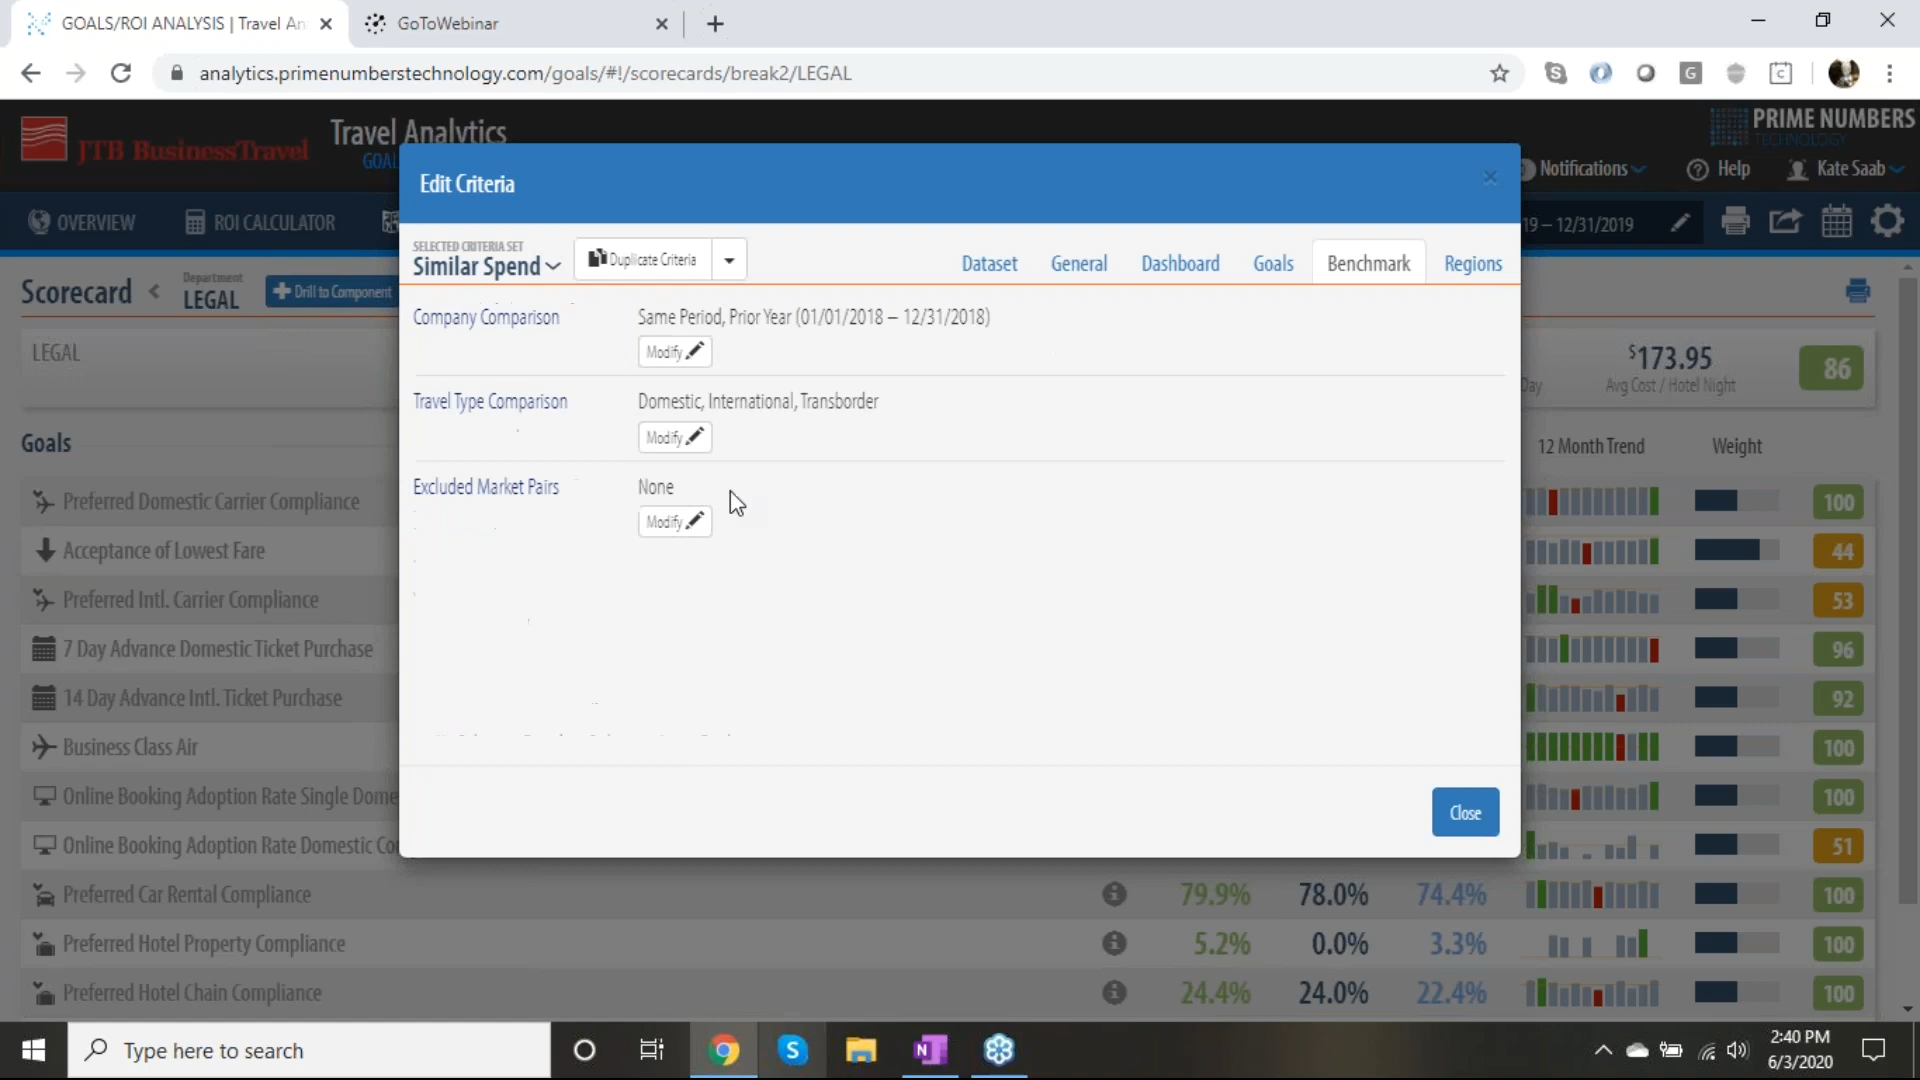 GOALS/ROI ANALYSIS | Travel An
GoToWebinar
analytics.primenumberstechnology.com/goals/#!/scorecards/break2/LEGAL
JTB BusinessTravel
Travel Analytics
GOAL
PRIME NUMBERS
TECHNOLOGY
Notifications
Help
Kate Saab
OVERVIEW
ROI CALCULATOR
19 – 12/31/2019
Edit Criteria
SELECTED CRITERIA SET
Similar Spend
Duplicate Criteria
Dataset
General
Dashboard
Goals
Benchmark
Regions
Company Comparison
Same Period, Prior Year (01/01/2018 – 12/31/2018)
Modify
Travel Type Comparison
Domestic, International, Transborder
Modify
Excluded Market Pairs
None
Modify
Close
Scorecard
Department
LEGAL
Drill to Component
LEGAL
Day
$173.95
Avg Cost / Hotel Night
86
Goals
12 Month Trend
Weight
Preferred Domestic Carrier Compliance
100
Acceptance of Lowest Fare
44
Preferred Intl. Carrier Compliance
53
7 Day Advance Domestic Ticket Purchase
96
14 Day Advance Intl. Ticket Purchase
92
Business Class Air
100
Online Booking Adoption Rate Single Dome
100
Online Booking Adoption Rate Domestic Co
51
Preferred Car Rental Compliance
79.9%
78.0%
74.4%
100
Preferred Hotel Property Compliance
5.2%
0.0%
3.3%
100
Preferred Hotel Chain Compliance
24.4%
24.0%
22.4%
100
Type here to search
2:40 PM
6/3/2020